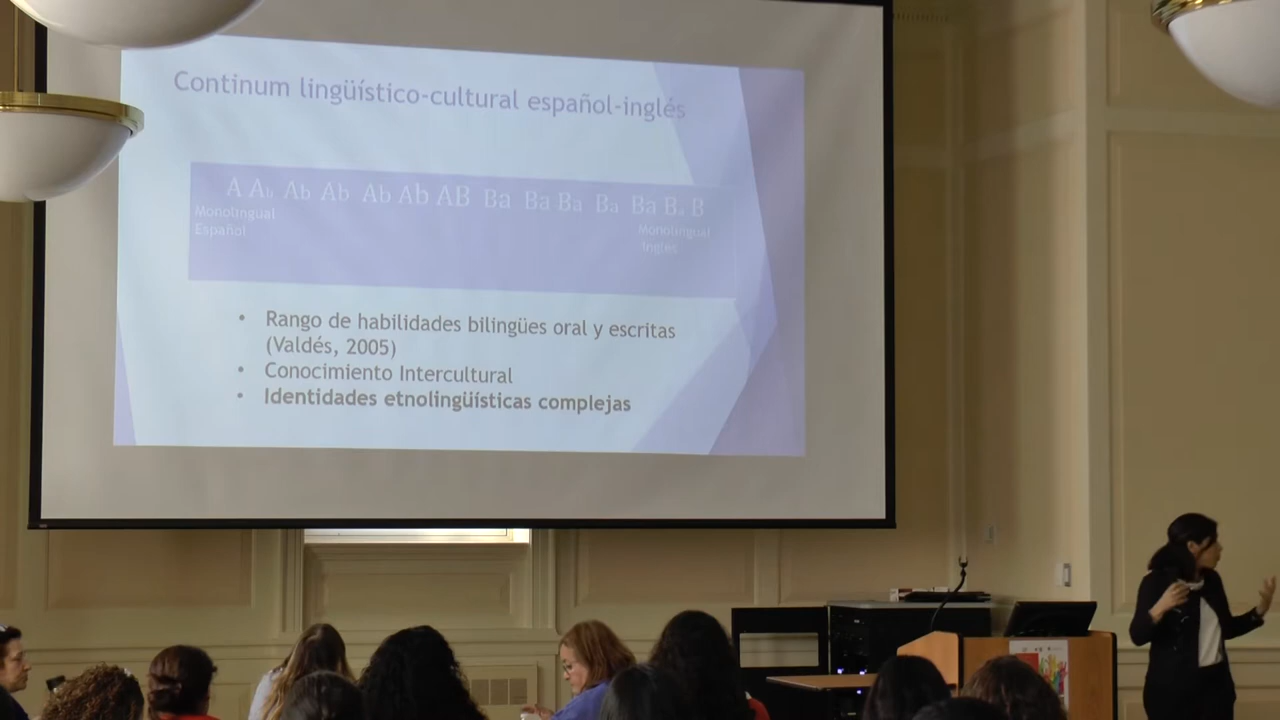 Continum lingüístico-cultural español-inglés
A Ab Ab Ab Ab Ab AB Ba Ba Ba Ba Ba Ba B
Monolingual
Español
Monolingual
Inglés
• Rango de habilidades bilingües oral y escritas
(Valdés, 2005)
• Conocimiento Intercultural
• Identidades etnolingüísticas complejas